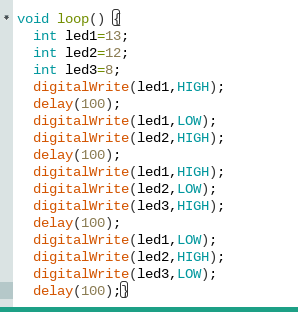 * void loop() {
int led1=13;
int led2=12;
int led3=8;
digitalWrite(led1,HIGH);
delay(100);
digitalWrite(led1,LOW);
digitalWrite(led2,HIGH);
delay(100);
digitalWrite(led1,HIGH);
digitalWrite(led2,LOW);
digitalWrite(led3,HIGH);
delay(100);
digitalWrite(led1,LOW);
digitalWrite(led2,HIGH);
digitalWrite(led3,LOW);
delay(100);}